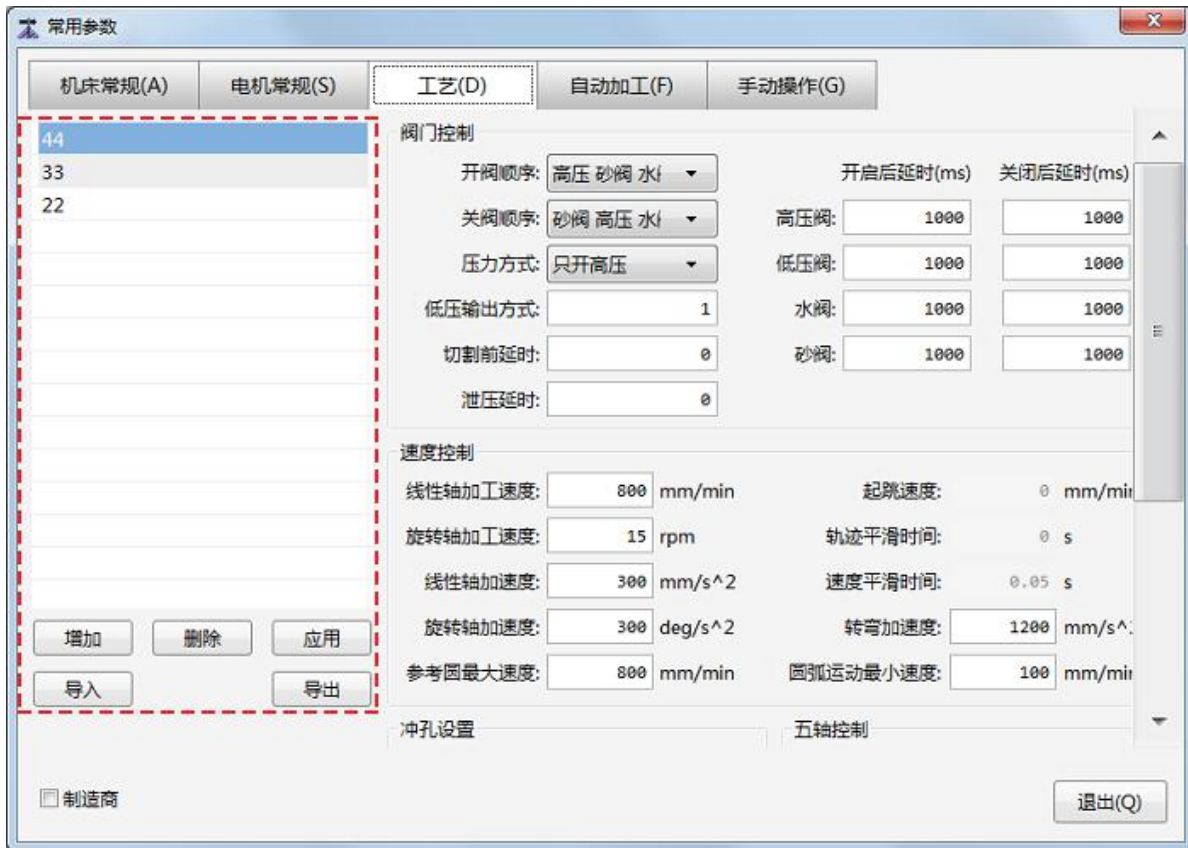 常用参数
机床常规(A) 电机常规(S) 工艺(D) 自动加工(F) 手动操作(G)
44
33
22
增加 删除 应用
导入 导出
阀门控制
开启后延时(ms) 关闭后延时(ms)
开阀顺序: 高压 砂阀 水
关阀顺序: 砂阀 高压 水 高压阀: 1000 1000
压力方式: 只开高压 低压阀: 1000 1000
低压输出方式: 1 水阀: 1000 1000
切割前延时: 0 砂阀: 1000 1000
泄压延时: 0
速度控制
线性轴加工速度: 800 mm/min 起跳速度: 0 mm/min
旋转轴加工速度: 15 rpm 轨迹平滑时间: 0 s
线性轴加速度: 300 mm/s^2 速度平滑时间: 0.05 s
旋转轴加速度: 300 deg/s^2 转弯加速度: 1200 mm/s^
参考圆最大速度: 800 mm/min 圆弧运动最小速度: 100 mm/min
冲孔设置 五轴控制
制造商 退出(Q)